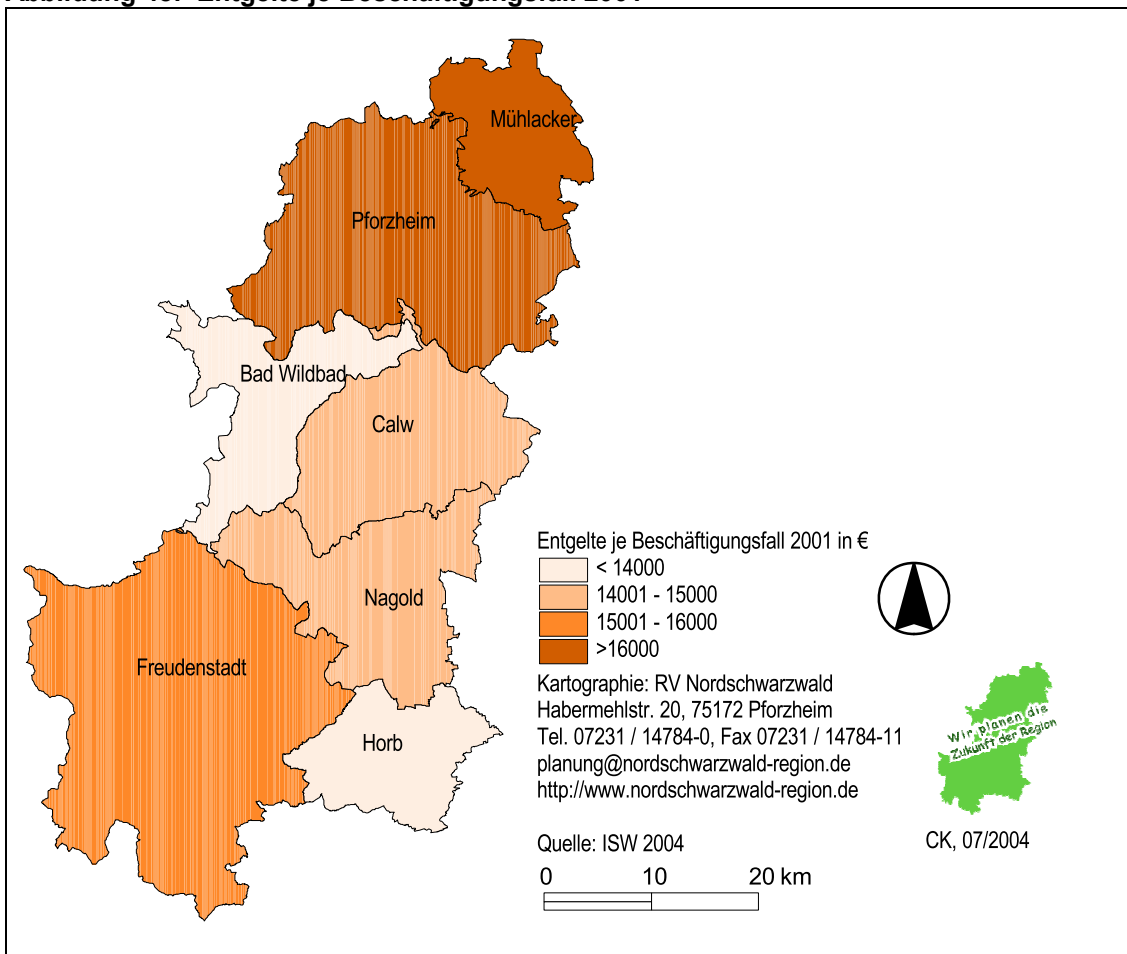 Mühlacker
Pforzheim
Bad Wildbad
Calw
Nagold
Freudenstadt
Horb
Entgelte je Beschäftigungsfall 2001 in €
< 14000
14001 - 15000
15001 - 16000
>16000
Kartographie: RV Nordschwarzwald
Habermehlstr. 20, 75172 Pforzheim
Tel. 07231 / 14784-0, Fax 07231 / 14784-11
planung@nordschwarzwald-region.de
http://www.nordschwarzwald-region.de
Wir planen die
Zukunft der Region
Quelle: ISW 2004
CK, 07/2004
0 10 20 km